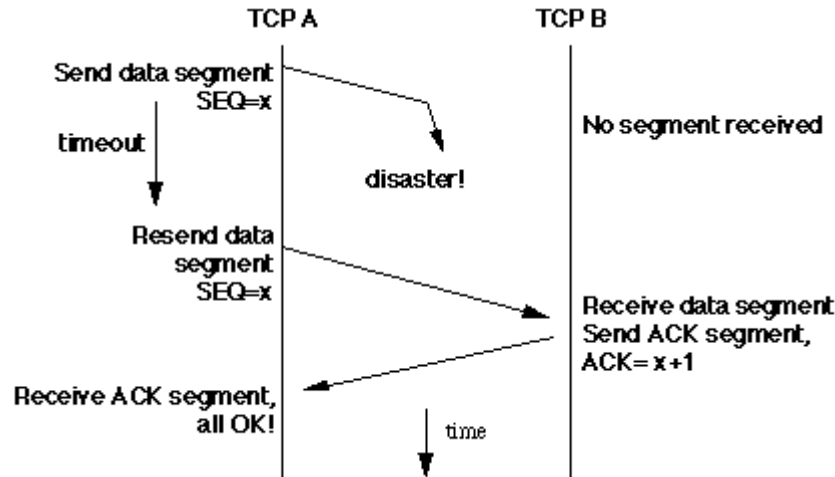 TCP A
TCP B
Send data segment
SEQ=x
timeout
No segment received
disaster!
Resend data
segment
SEQ=x
Receive data segment
Send ACK segment,
ACK= x+1
Receive ACK segment,
all OK!
time